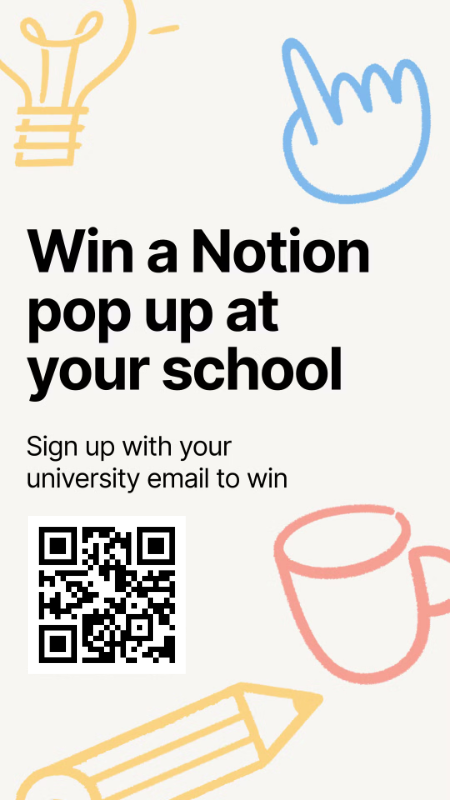 Win a Notion
pop up at
your school
Sign up with your
university email to win